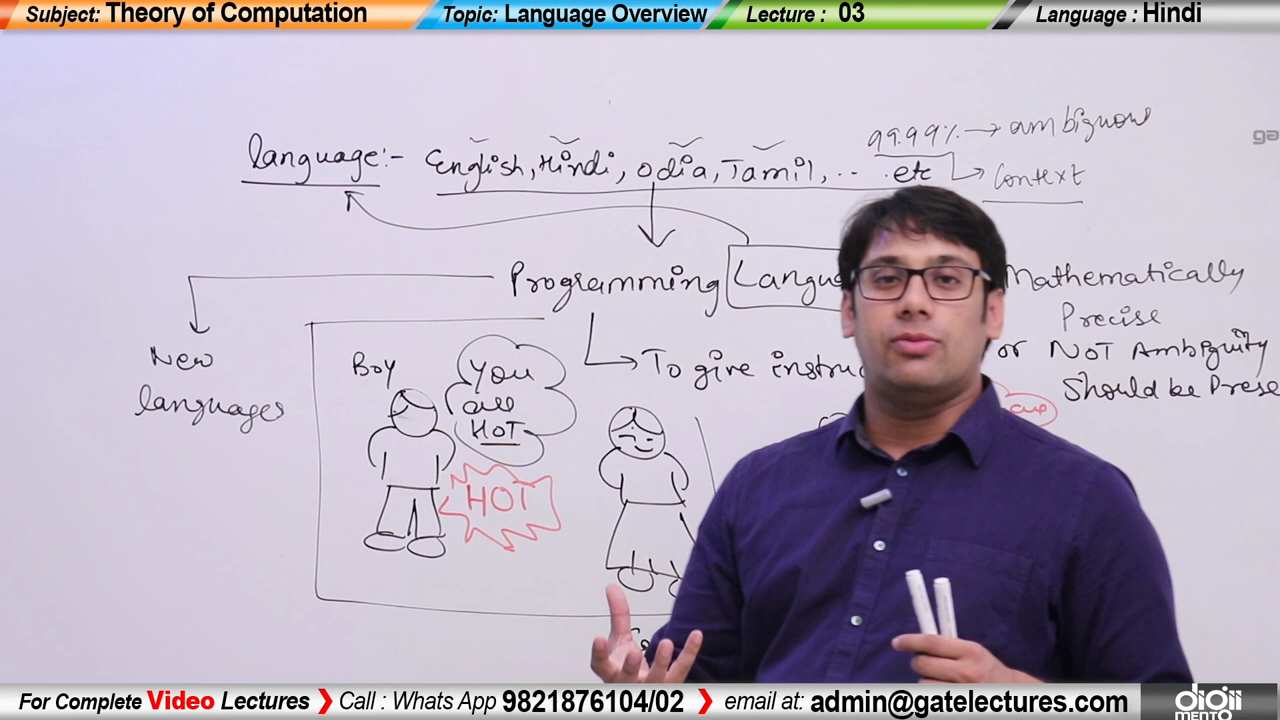 Subject: Theory of Computation
Topic: Language Overview
Lecture : 03
Language : Hindi
99.99% → ambiguous
language:- English, Hindi, Odia, Tamil, .. .etc
Context
Programming
Mathematically
Precise
or NOT Ambiguity
Should be
New
languages
Boy
You
are
HOT
To give
HOT
For Complete Video Lectures
Call : Whats App 9821876104/02
email at: admin@gatelectures.com
digii
MENTO